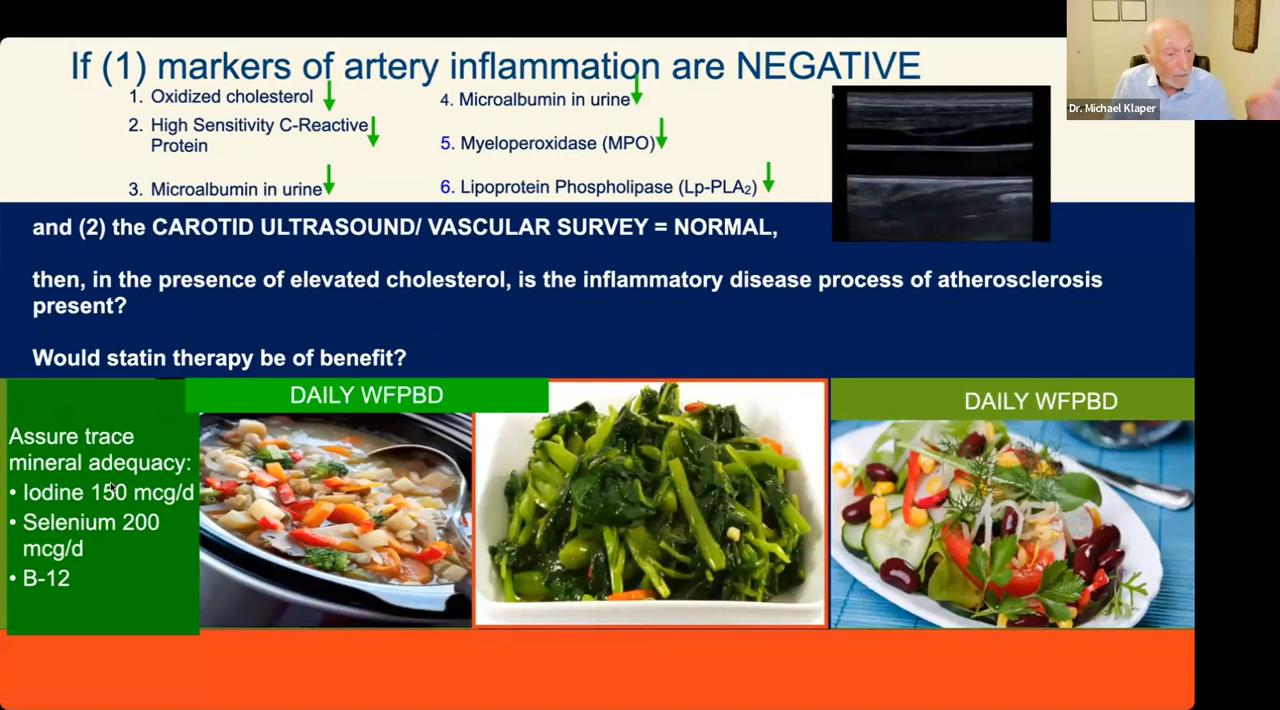 If (1) markers of artery inflammation are NEGATIVE
1. Oxidized cholesterol
2. High Sensitivity C-Reactive
Protein
3. Microalbumin in urine
4. Microalbumin in urine
5. Myeloperoxidase (MPO)
6. Lipoprotein Phospholipase (Lp-PLA₂)
Dr. Michael Klaper
and (2) the CAROTID ULTRASOUND/ VASCULAR SURVEY = NORMAL,
then, in the presence of elevated cholesterol, is the inflammatory disease process of atherosclerosis
present?
Would statin therapy be of benefit?
Assure trace
mineral adequacy:
• Iodine 150 mcg/d
• Selenium 200
mcg/d
• B-12
DAILY WFPBD
DAILY WFPBD